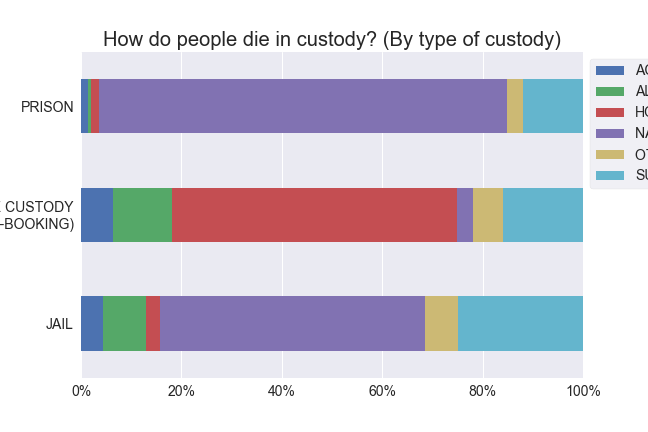 How do people die in custody? (By type of custody)
PRISON
CUSTODY
-BOOKING)
JAIL
0% 20% 40% 60% 80% 100%
AC
AL
HO
NA
OT
SU